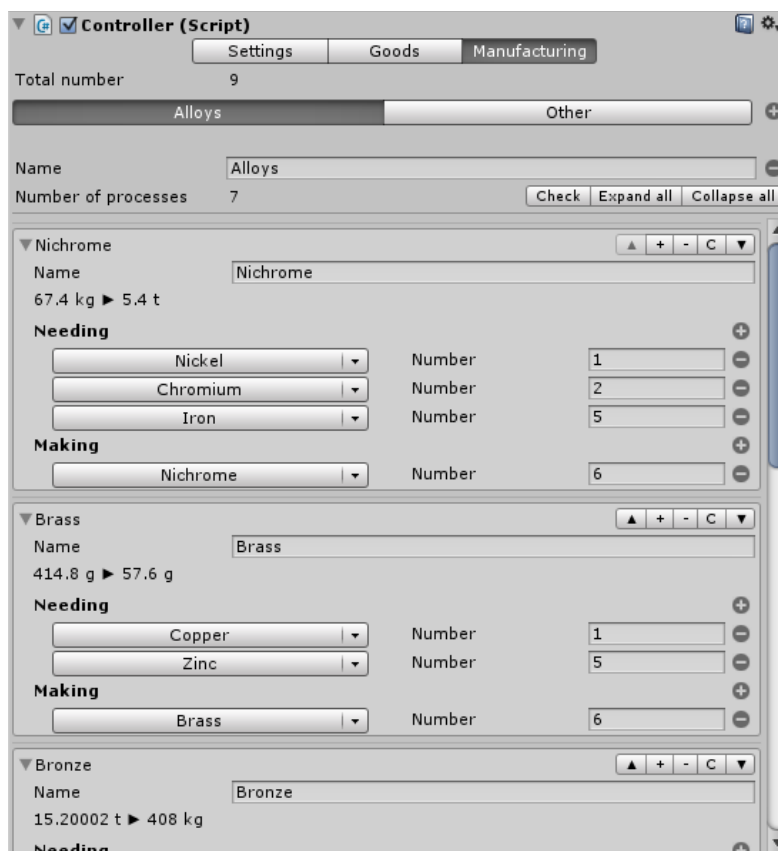 Controller (Script)
Settings Goods Manufacturing
Total number 9
Alloys Other
Name Alloys
Number of processes 7 Check Expand all Collapse all
Nichrome + - C
Name Nichrome
67.4 kg ► 5.4 t
Needing
Nickel Number 1
Chromium Number 2
Iron Number 5
Making
Nichrome Number 6
Brass + - C
Name Brass
414.8 g ► 57.6 g
Needing
Copper Number 1
Zinc Number 5
Making
Brass Number 6
Bronze + - C
Name Bronze
15.20002 t ► 408 kg
Needing